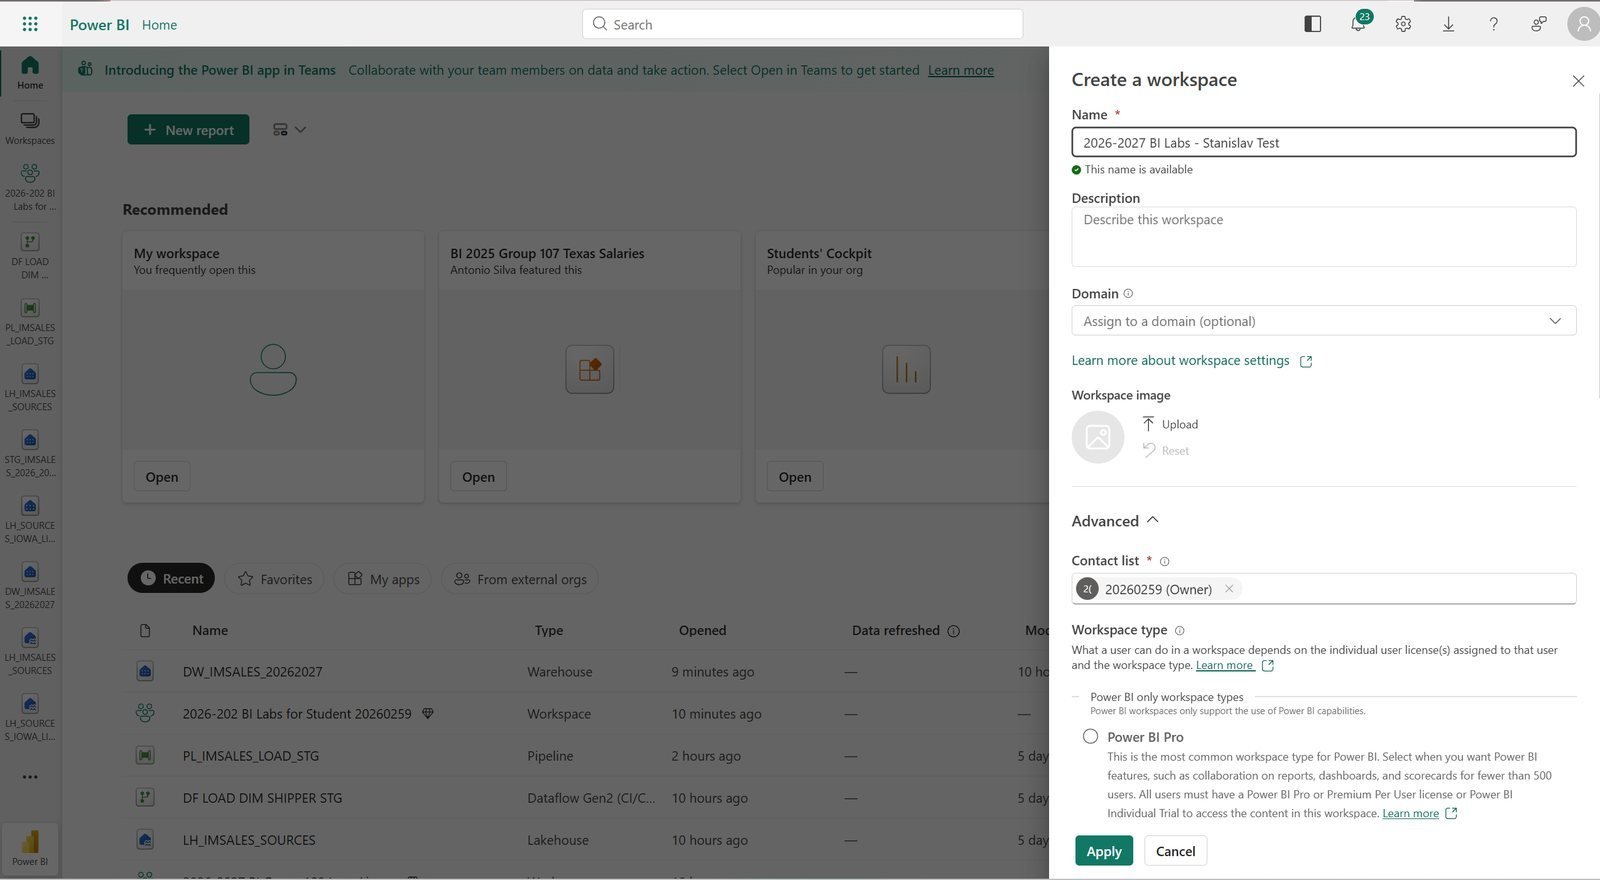 Power BI Home
Search
23
Introducing the Power BI app in Teams Collaborate with your team members on data and take action. Select Open in Teams to get started Learn more
Home
Workspaces
2026-202 BI
Labs for ...
DF LOAD
DIM ...
PL_IMSALES
_LOAD_STG
LH_IMSALES
_SOURCES
STG_IMSALE
S_2026_20...
LH_SOURCE
S_IOWA_LI...
DW_IMSALE
S_20262027
LH_IMSALES
_SOURCES
LH_SOURCE
S_IOWA_LI...
Power BI
New report
Recommended
My workspace
You frequently open this
Open
BI 2025 Group 107 Texas Salaries
Antonio Silva featured this
Open
Students' Cockpit
Popular in your org
Open
Recent Favorites My apps From external orgs
Name Type Opened Data refreshed
DW_IMSALES_20262027 Warehouse 9 minutes ago —
2026-202 BI Labs for Student 20260259 Workspace 10 minutes ago — —
PL_IMSALES_LOAD_STG Pipeline 2 hours ago — 5 day
DF LOAD DIM SHIPPER STG Dataflow Gen2 (CI/C... 10 hours ago — 5 day
LH_IMSALES_SOURCES Lakehouse 10 hours ago — 5 day
Create a workspace
Name *
2026-2027 BI Labs - Stanislav Test
This name is available
Description
Describe this workspace
Domain
Assign to a domain (optional)
Learn more about workspace settings
Workspace image
Upload
Reset
Advanced
Contact list *
2( 20260259 (Owner)
Workspace type
What a user can do in a workspace depends on the individual user license(s) assigned to that user
and the workspace type. Learn more
Power BI only workspace types
Power BI workspaces only support the use of Power BI capabilities.
Power BI Pro
This is the most common workspace type for Power BI. Select when you want Power BI
features, such as collaboration on reports, dashboards, and scorecards for fewer than 500
users. All users must have a Power BI Pro or Premium Per User license or Power BI
Individual Trial to access the content in this workspace. Learn more
Apply Cancel